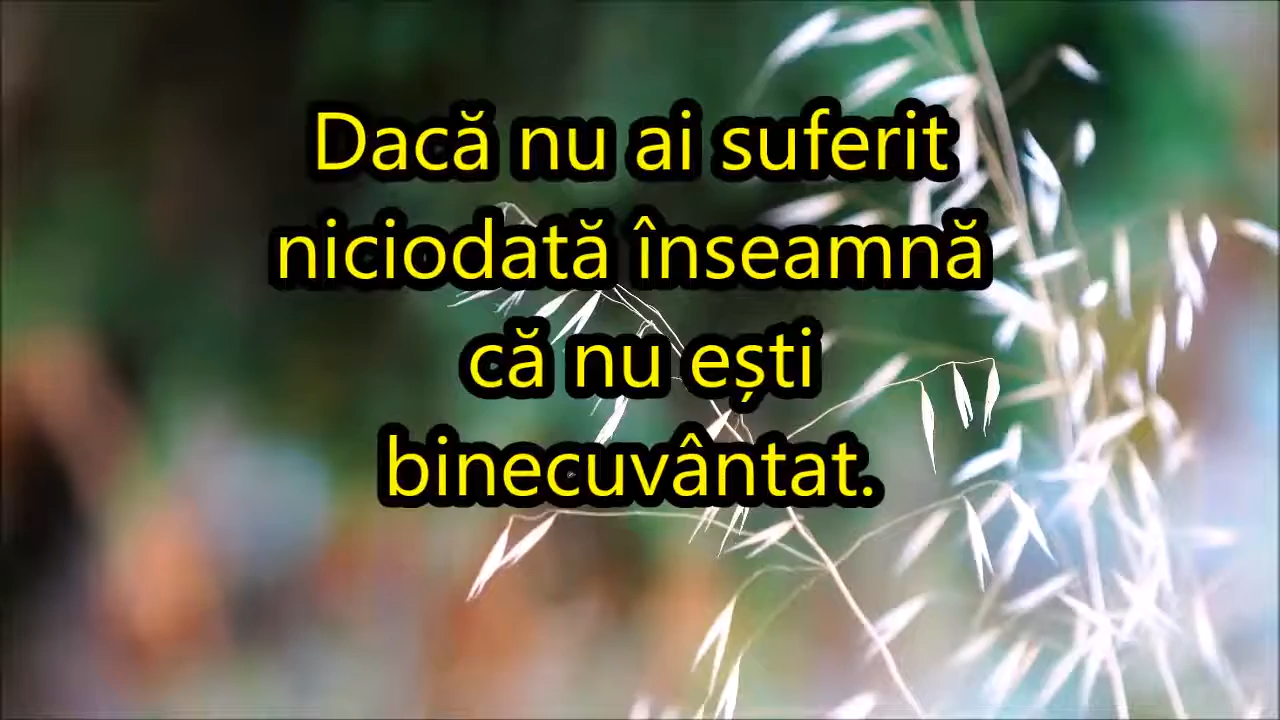 Dacă nu ai suferit
niciodată înseamnă
că nu ești
binecuvântat.